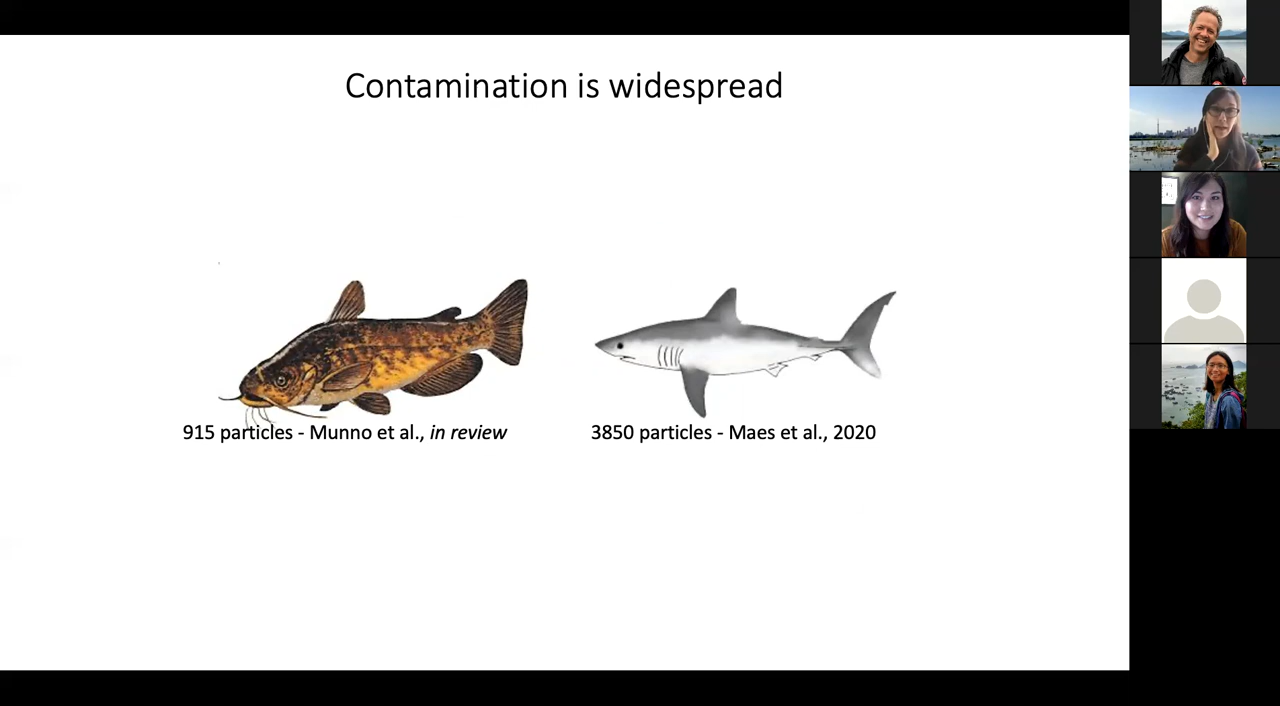 Contamination is widespread
915 particles - Munno et al., in review
3850 particles - Maes et al., 2020